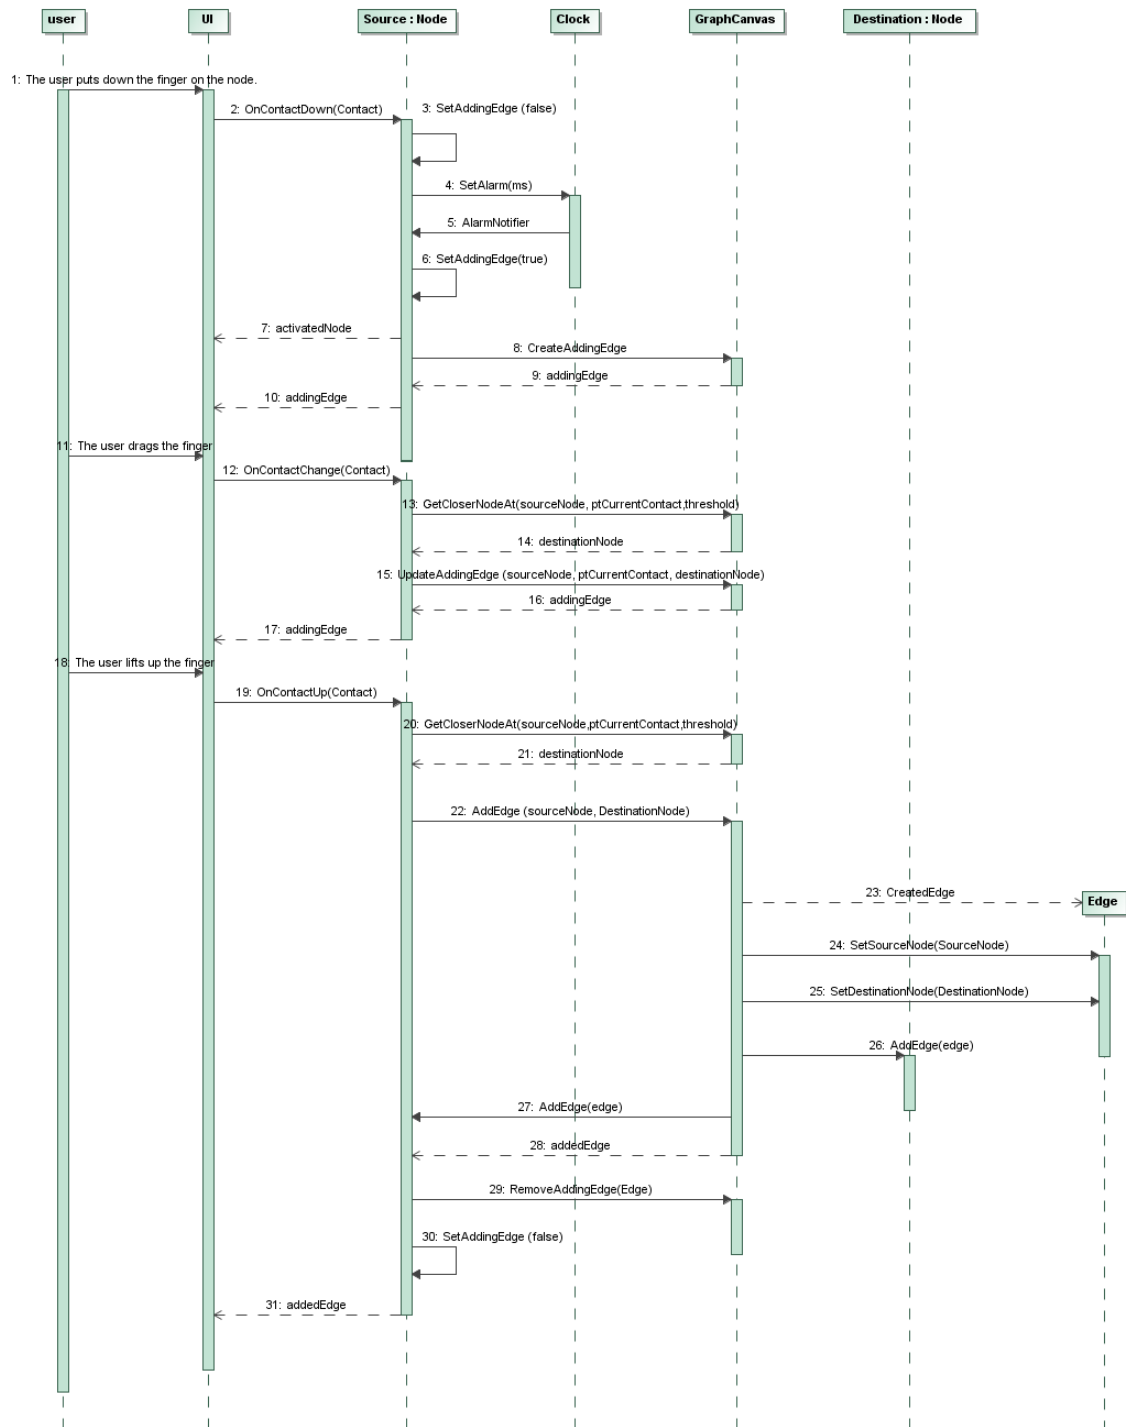 user
UI
Source : Node
Clock
GraphCanvas
Destination : Node
1: The user puts down the finger on the node.
2: OnContactDown(Contact)
3: SetAddingEdge (false)
4: SetAlarm(ms)
5: AlarmNotifier
6: SetAddingEdge(true)
7: activatedNode
8: CreateAddingEdge
9: addingEdge
10: addingEdge
11: The user drags the finger
12: OnContactChange(Contact)
13: GetCloserNodeAt(sourceNode, ptCurrentContact,threshold)
14: destinationNode
15: UpdateAddingEdge (sourceNode, ptCurrentContact, destinationNode)
16: addingEdge
17: addingEdge
18: The user lifts up the finger
19: OnContactUp(Contact)
20: GetCloserNodeAt(sourceNode,ptCurrentContact,threshold)
21: destinationNode
22: AddEdge (sourceNode, DestinationNode)
23: CreatedEdge
Edge
24: SetSourceNode(SourceNode)
25: SetDestinationNode(DestinationNode)
26: AddEdge(edge)
27: AddEdge(edge)
28: addedEdge
29: RemoveAddingEdge(Edge)
30: SetAddingEdge (false)
31: addedEdge